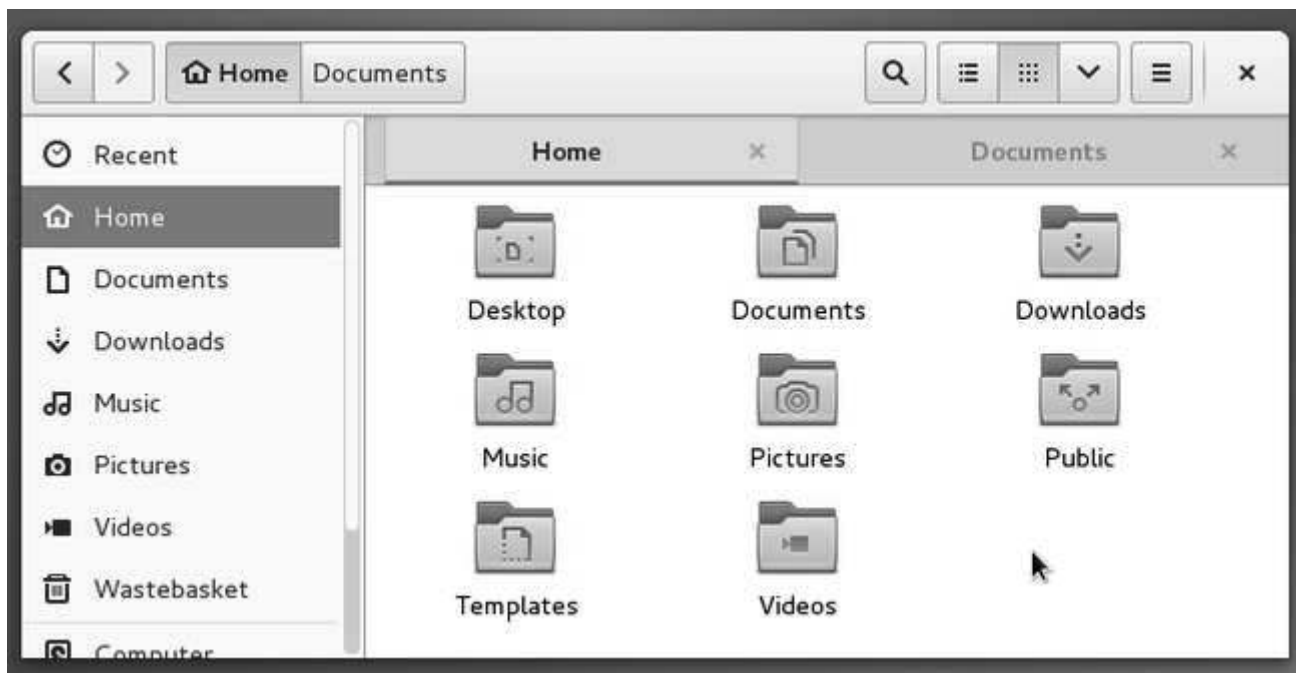 Home Documents
Recent
Home
Documents
Downloads
Music
Pictures
Videos
Wastebasket
Computer
Home Documents
Desktop Documents Downloads
Music Pictures Public
Templates Videos